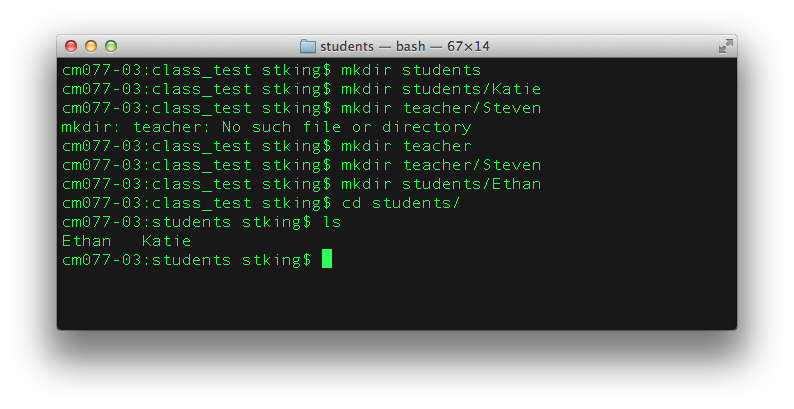 students — bash — 67×14
cm077-03:class_test stking$ mkdir students
cm077-03:class_test stking$ mkdir students/Katie
cm077-03:class_test stking$ mkdir teacher/Steven
mkdir: teacher: No such file or directory
cm077-03:class_test stking$ mkdir teacher
cm077-03:class_test stking$ mkdir teacher/Steven
cm077-03:class_test stking$ mkdir students/Ethan
cm077-03:class_test stking$ cd students/
cm077-03:students stking$ ls
Ethan   Katie
cm077-03:students stking$